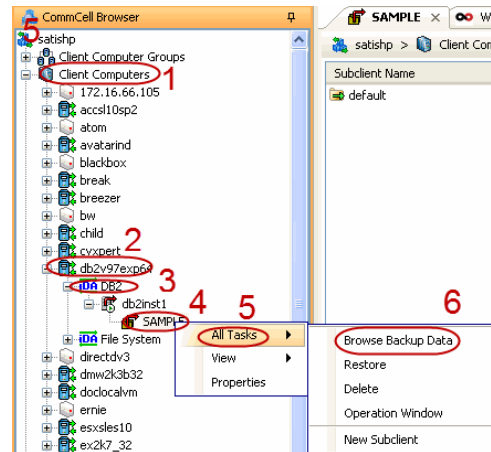 CommCell Browser
5
satishp
Client Computer Groups
Client Computers 1
172.16.66.105
accsl10sp2
atom
avatarind
blackbox
break
breezer
bw
child
cvxpert 2
db2v97exp64
iDA DB2 3
db2inst1
SAMPLE 4
iDA File System
directdv3
dmw2k3b32
doclocalvm
ernie
esxsles10
ex2k7_32
SAMPLE
W
satishp > Client Com
Subclient Name
default
5
All Tasks
View
Properties
6
Browse Backup Data
Restore
Delete
Operation Window
New Subclient